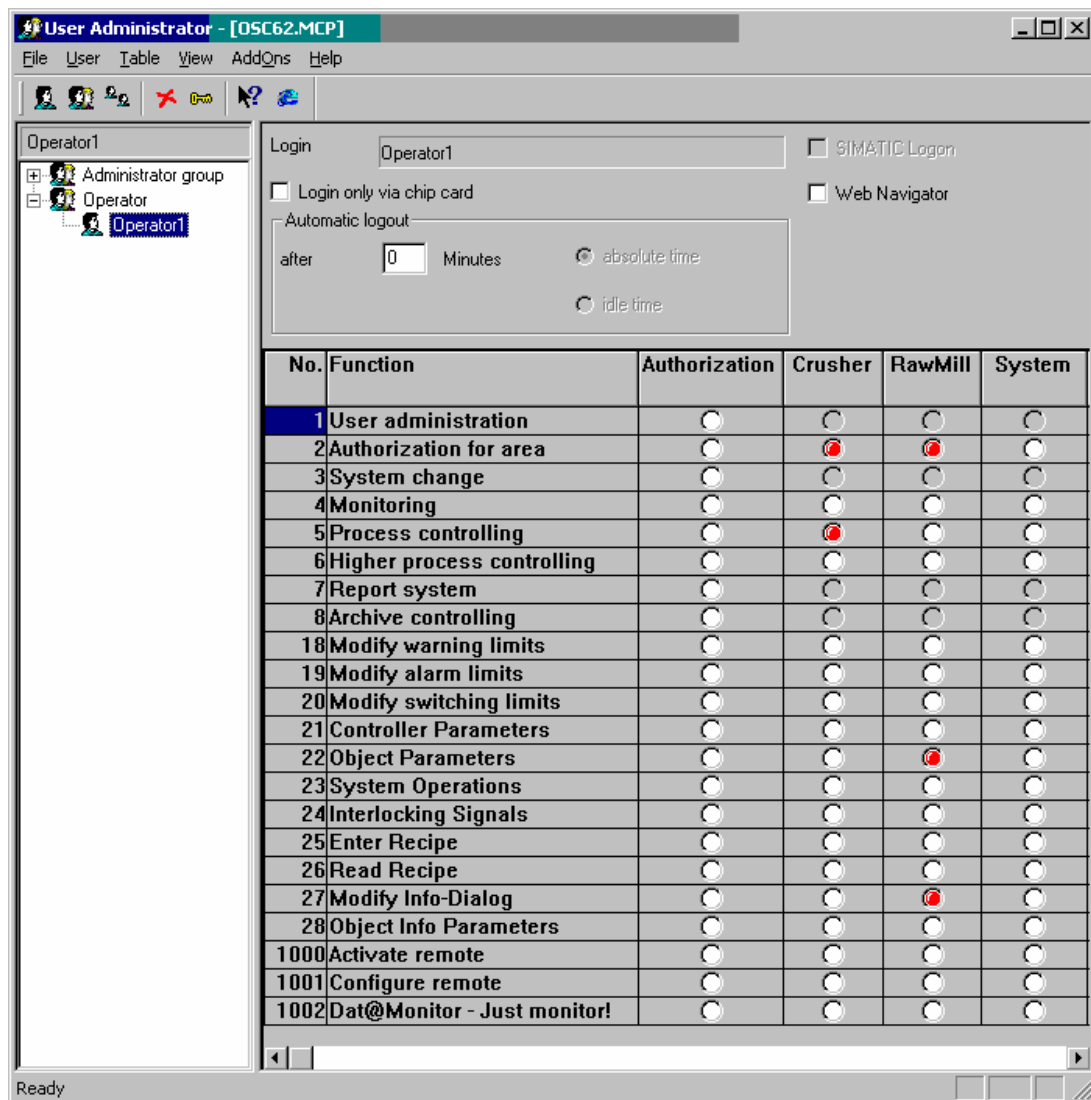 User Administrator - [OSC62.MCP]
File User Table View AddOns Help
Operator1
Administrator group
Operator
Operator1
Login Operator1 SIMATIC Logon
Login only via chip card Web Navigator
Automatic logout
after 0 Minutes absolute time
idle time
No. Function Authorization Crusher RawMill System
1 User administration
2 Authorization for area
3 System change
4 Monitoring
5 Process controlling
6 Higher process controlling
7 Report system
8 Archive controlling
18 Modify warning limits
19 Modify alarm limits
20 Modify switching limits
21 Controller Parameters
22 Object Parameters
23 System Operations
24 Interlocking Signals
25 Enter Recipe
26 Read Recipe
27 Modify Info-Dialog
28 Object Info Parameters
1000 Activate remote
1001 Configure remote
1002 Dat@Monitor - Just monitor!
Ready